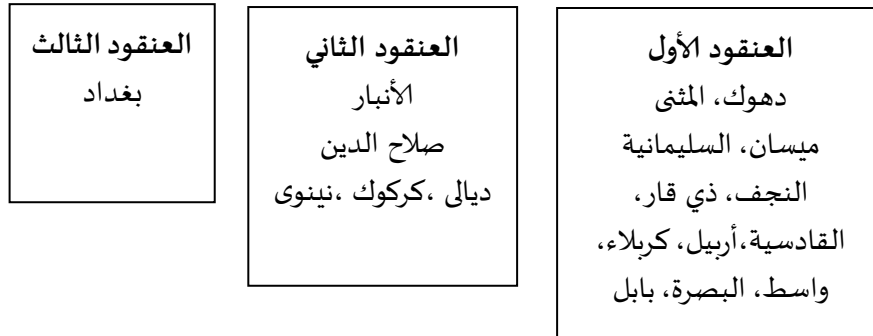 العنقود الأول
دهوك، المثنى
ميسان، السليمانية
النجف، ذي قار،
القادسية،أربيل، كربلاء،
واسط، البصرة، بابل
العنقود الثاني
الأنبار
صلاح الدين
ديالى ،كركوك ،نينوى
العنقود الثالث
بغداد